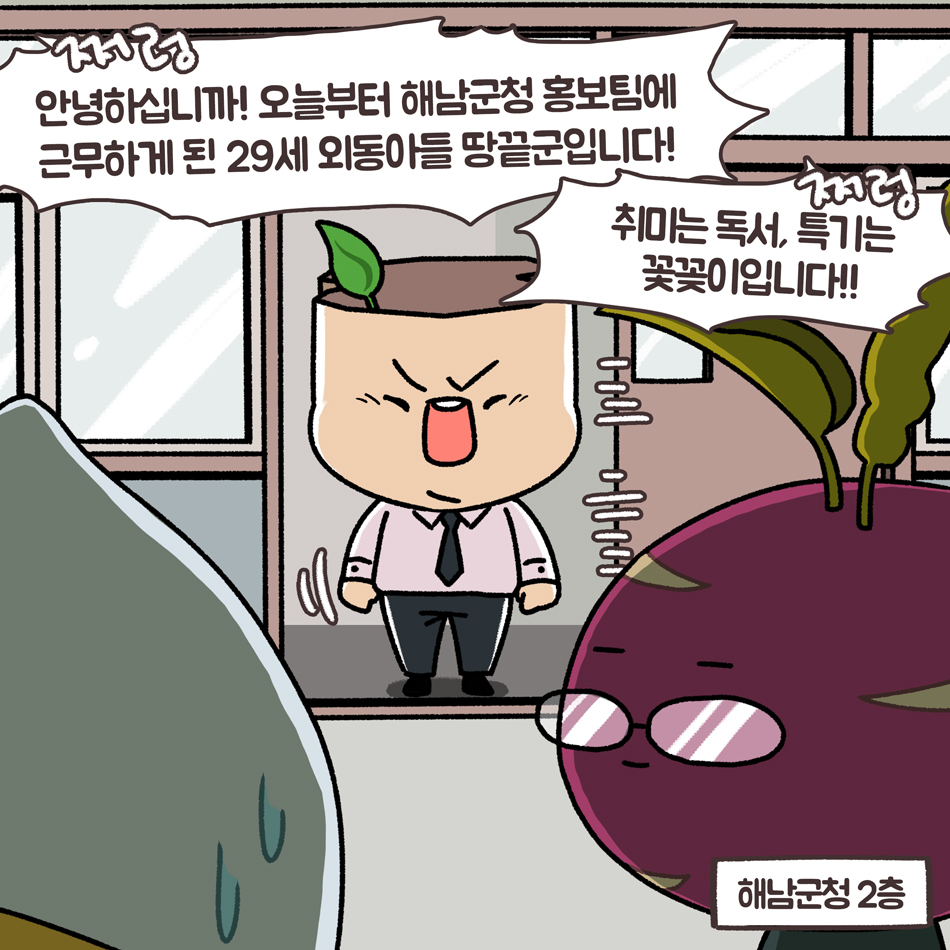 쩌렁
안녕하십니까! 오늘부터 해남군청 홍보팀에
근무하게 된 29세 외동아들 땅끝군입니다!
쩌렁
취미는 독서, 특기는
꽃꽂이입니다!!
해남군청 2층